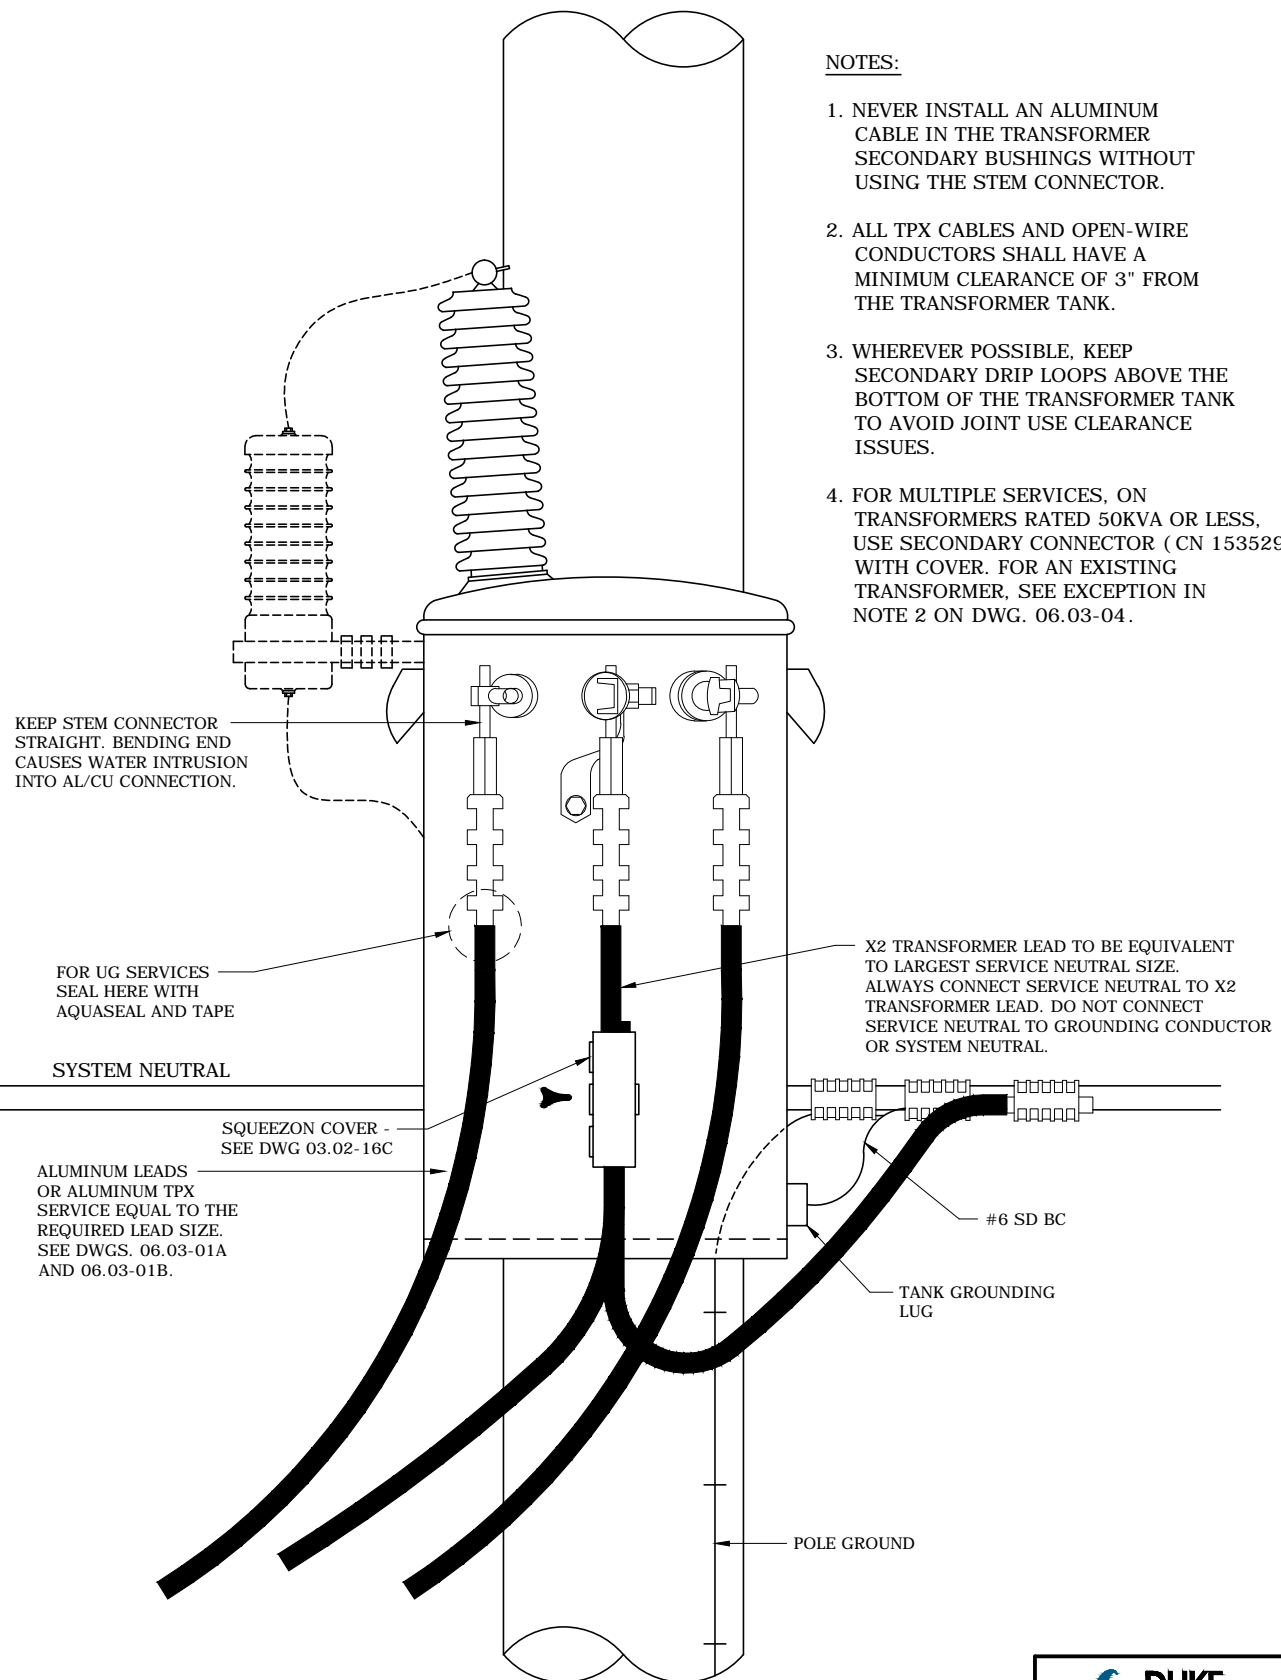 NOTES:
1. NEVER INSTALL AN ALUMINUM
CABLE IN THE TRANSFORMER
SECONDARY BUSHINGS WITHOUT
USING THE STEM CONNECTOR.
2. ALL TPX CABLES AND OPEN-WIRE
CONDUCTORS SHALL HAVE A
MINIMUM CLEARANCE OF 3" FROM
THE TRANSFORMER TANK.
3. WHEREVER POSSIBLE, KEEP
SECONDARY DRIP LOOPS ABOVE THE
BOTTOM OF THE TRANSFORMER TANK
TO AVOID JOINT USE CLEARANCE
ISSUES.
4. FOR MULTIPLE SERVICES, ON
TRANSFORMERS RATED 50KVA OR LESS,
USE SECONDARY CONNECTOR ( CN 153529
WITH COVER. FOR AN EXISTING
TRANSFORMER, SEE EXCEPTION IN
NOTE 2 ON DWG. 06.03-04.
KEEP STEM CONNECTOR
STRAIGHT. BENDING END
CAUSES WATER INTRUSION
INTO AL/CU CONNECTION.
FOR UG SERVICES
SEAL HERE WITH
AQUASEAL AND TAPE
X2 TRANSFORMER LEAD TO BE EQUIVALENT
TO LARGEST SERVICE NEUTRAL SIZE.
ALWAYS CONNECT SERVICE NEUTRAL TO X2
TRANSFORMER LEAD. DO NOT CONNECT
SERVICE NEUTRAL TO GROUNDING CONDUCTOR
OR SYSTEM NEUTRAL.
SYSTEM NEUTRAL
SQUEEZON COVER -
SEE DWG 03.02-16C
ALUMINUM LEADS
OR ALUMINUM TPX
SERVICE EQUAL TO THE
REQUIRED LEAD SIZE.
SEE DWGS. 06.03-01A
AND 06.03-01B.
#6 SD BC
TANK GROUNDING
LUG
POLE GROUND
DUKE